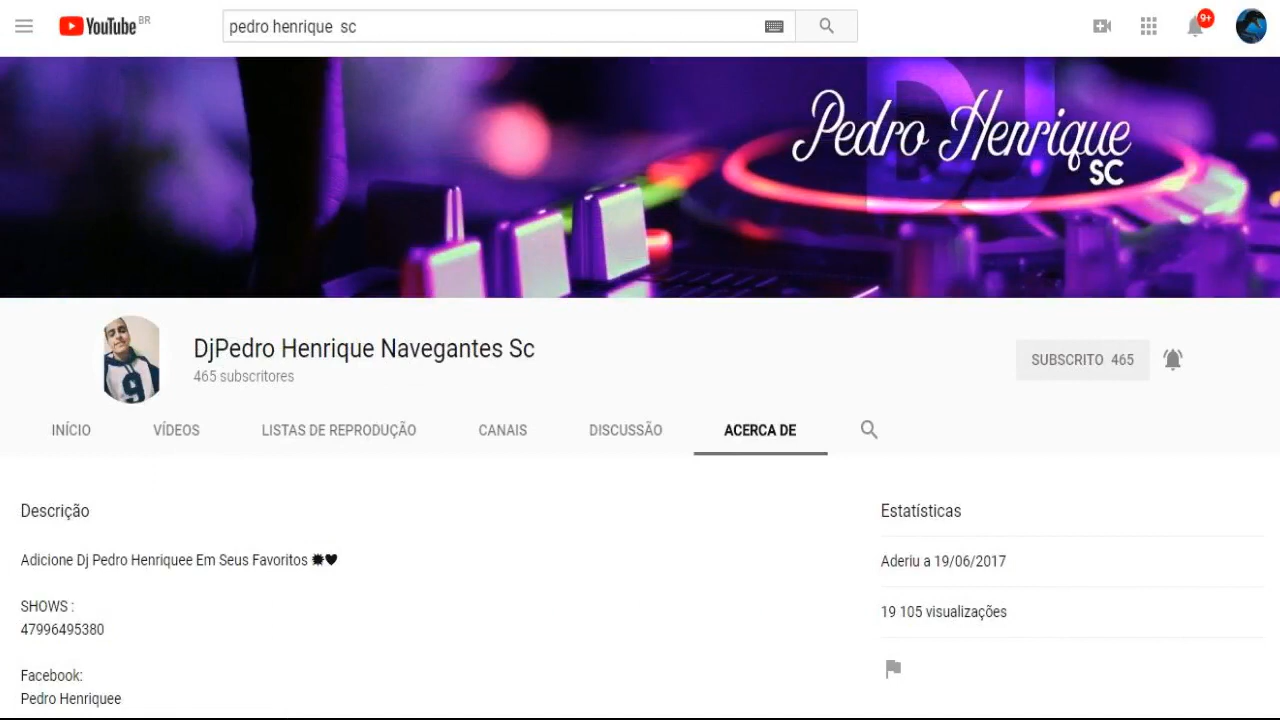 YouTube BR
pedro henrique sc
9+
DJ
Pedro Henrique
SC
9
DjPedro Henrique Navegantes Sc
465 subscritores
SUBSCRITO 465
INÍCIO VÍDEOS LISTAS DE REPRODUÇÃO CANAIS DISCUSSÃO ACERCA DE
Descrição
Adicione Dj Pedro Henriquee Em Seus Favoritos ✹♥
SHOWS :
47996495380
Facebook:
Pedro Henriquee
Estatísticas
Aderiu a 19/06/2017
19 105 visualizações